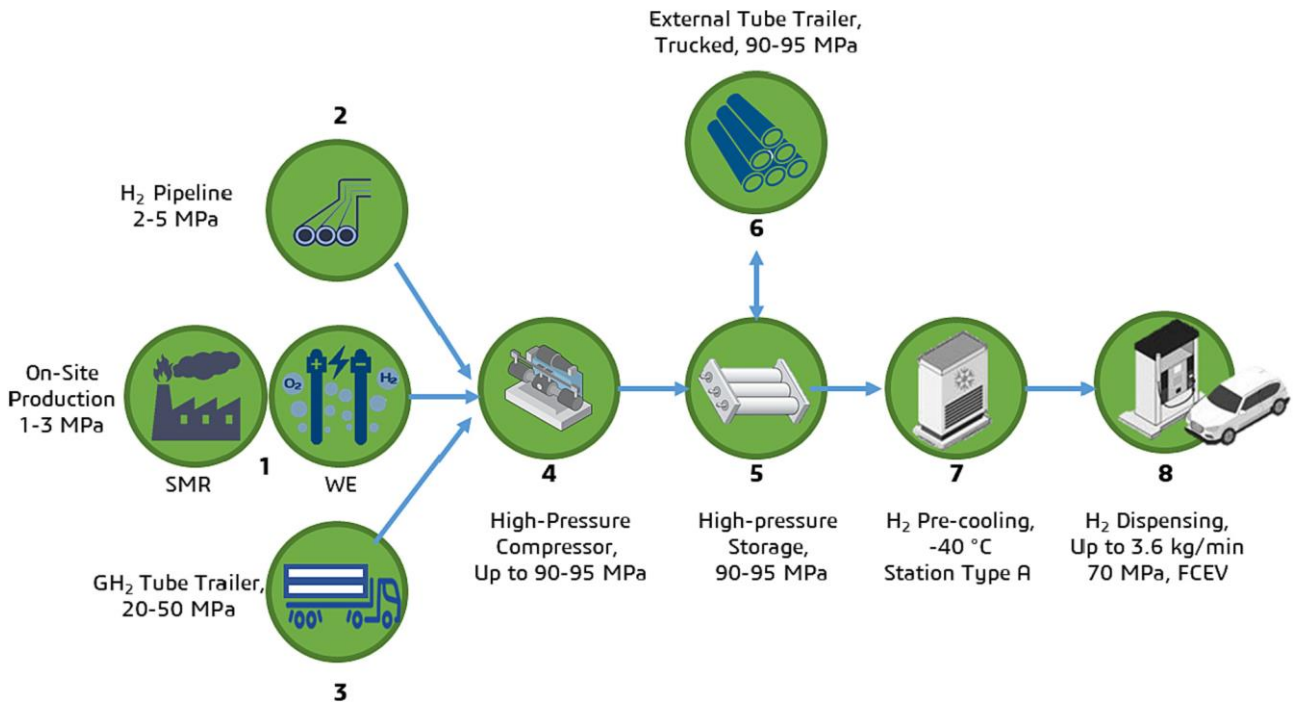 External Tube Trailer,
Trucked, 90-95 MPa
6
2
H₂ Pipeline
2-5 MPa
On-Site
Production
1-3 MPa
O₂
+
-
H₂
1
SMR
WE
GH₂ Tube Trailer,
20-50 MPa
3
4
High-Pressure
Compressor,
Up to 90-95 MPa
5
High-pressure
Storage,
90-95 MPa
7
H₂ Pre-cooling,
-40 °C
Station Type A
8
H₂ Dispensing,
Up to 3.6 kg/min
70 MPa, FCEV